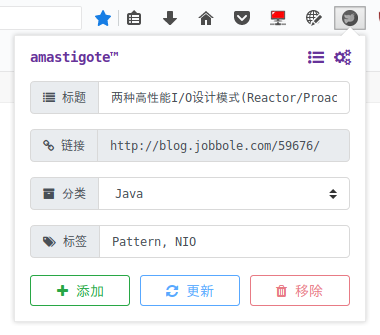 amastigote™
标题 两种高性能I/O设计模式(Reactor/Proac
链接 http://blog.jobbole.com/59676/
分类 Java
标签 Pattern, NIO
添加 更新 移除